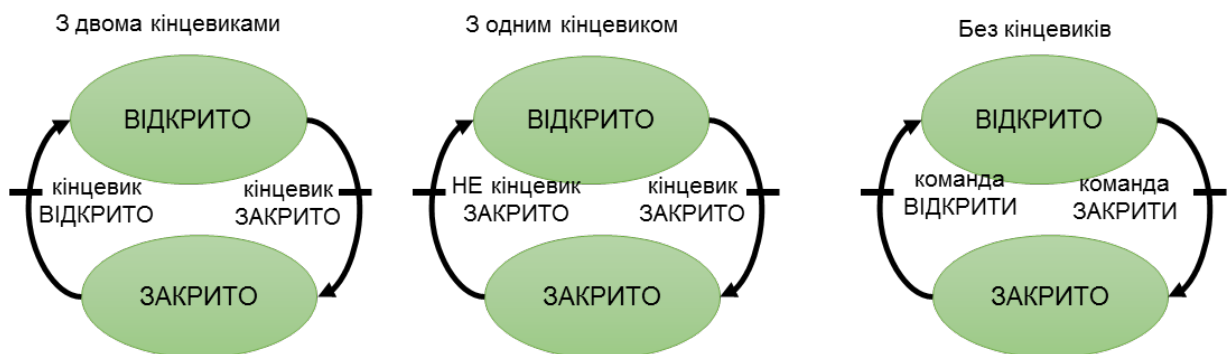 З двома кінцевиками
ВІДКРИТО
кінцевик
ВІДКРИТО
кінцевик
ЗАКРИТО
ЗАКРИТО
З одним кінцевиком
ВІДКРИТО
НЕ кінцевик
ЗАКРИТО
кінцевик
ЗАКРИТО
ЗАКРИТО
Без кінцевиків
ВІДКРИТО
команда
ВІДКРИТИ
команда
ЗАКРИТИ
ЗАКРИТО